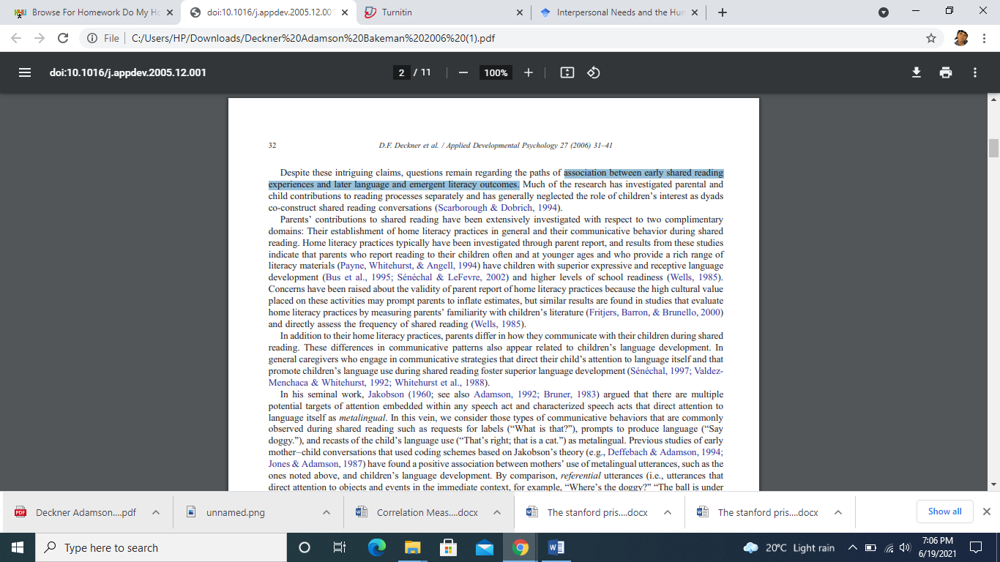 Browse For Homework Do My Ho
doi:10.1016/j.appdev.2005.12.001
Turnitin
Interpersonal Needs and the Hur
File
C:/Users/HP/Downloads/Deckner%20Adamson%20Bakeman%202006%20(1).pdf
doi:10.1016/j.appdev.2005.12.001
2 / 11
100%
32
D.F. Deckner et al. / Applied Developmental Psychology 27 (2006) 31–41
Despite these intriguing claims, questions remain regarding the paths of association between early shared reading
experiences and later language and emergent literacy outcomes. Much of the research has investigated parental and
child contributions to reading processes separately and has generally neglected the role of children's interest as dyads
co-construct shared reading conversations (Scarborough & Dobrich, 1994).
Parents' contributions to shared reading have been extensively investigated with respect to two complimentary
domains: Their establishment of home literacy practices in general and their communicative behavior during shared
reading. Home literacy practices typically have been investigated through parent report, and results from these studies
indicate that parents who report reading to their children often and at younger ages and who provide a rich range of
literacy materials (Payne, Whitehurst, & Angell, 1994) have children with superior expressive and receptive language
development (Bus et al., 1995; Sénéchal & LeFevre, 2002) and higher levels of school readiness (Wells, 1985).
Concerns have been raised about the validity of parent report of home literacy practices because the high cultural value
placed on these activities may prompt parents to inflate estimates, but similar results are found in studies that evaluate
home literacy practices by measuring parents' familiarity with children's literature (Fritjers, Barron, & Brunello, 2000)
and directly assess the frequency of shared reading (Wells, 1985).
In addition to their home literacy practices, parents differ in how they communicate with their children during shared
reading. These differences in communicative patterns also appear related to children's language development. In
general caregivers who engage in communicative strategies that direct their child's attention to language itself and that
promote children's language use during shared reading foster superior language development (Sénéchal, 1997; Valdez-
Menchaca & Whitehurst, 1992; Whitehurst et al., 1988).
In his seminal work, Jakobson (1960; see also Adamson, 1992; Bruner, 1983) argued that there are multiple
potential targets of attention embedded within any speech act and characterized speech acts that direct attention to
language itself as metalingual. In this vein, we consider those types of communicative behaviors that are commonly
observed during shared reading such as requests for labels (“What is that?”), prompts to produce language (“Say
doggy.”), and recasts of the child's language use (“That's right; that is a cat.”) as metalingual. Previous studies of early
mother–child conversations that used coding schemes based on Jakobson's theory (e.g., Deffebach & Adamson, 1994;
Jones & Adamson, 1987) have found a positive association between mothers' use of metalingual utterances, such as the
ones noted above, and children's language development. By comparison, referential utterances (i.e., utterances that
direct attention to objects and events in the immediate context, for example, “Where's the doggy?” “The ball is under
Deckner Adamson....pdf
unnamed.png
Correlation Meas....docx
The stanford pris....docx
The stanford pris....docx
Show all
Type here to search
20°C Light rain
7:06 PM
6/19/2021